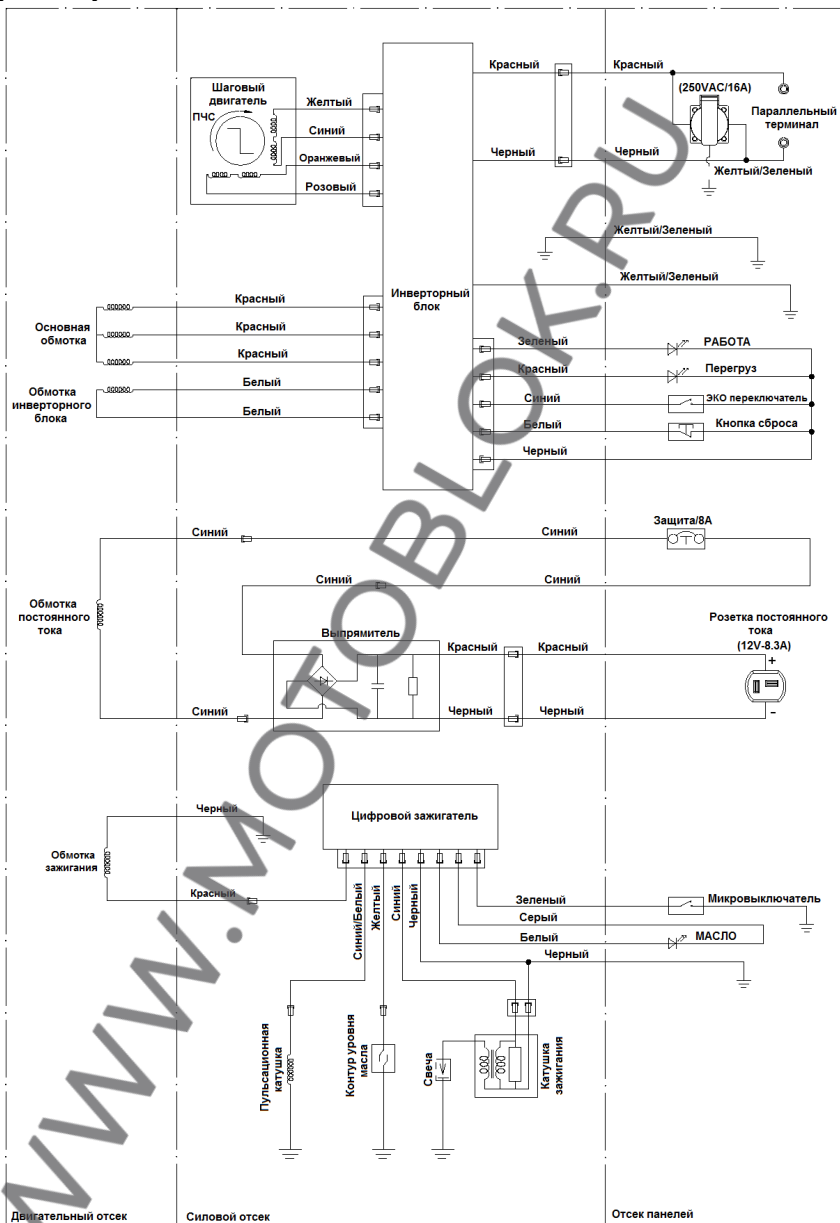 Красный
Красный
Шаговый
двигатель
ПЧС
Желтый
Синий
Оранжевый
Розовый
(250VAC/16A)
Параллельный
терминал
Черный
Черный
Желтый/Зеленый
Желтый/Зеленый
Желтый/Зеленый
Инверторный
блок
Основная
обмотка
Красный
Красный
Красный
Обмотка
инверторного
блока
Белый
Белый
Зеленый
РАБОТА
Красный
Перегруз
Синий
ЭКО переключатель
Белый
Кнопка сброса
Черный
Синий
Синий
Защита/8А
Синий
Синий
Обмотка
постоянного
тока
Выпрямитель
Красный
Красный
Розетка постоянного
тока
(12V-8.3A)
+
-
Синий
Черный
Черный
Черный
Цифровой зажигатель
Обмотка
зажигания
Красный
Синий/Белый
Желтый
Синий
Черный
Зеленый
Микровыключатель
Серый
Белый
МАСЛО
Черный
Пульсационная
катушка
Контур уровня
масла
Свеча
Катушка
зажигания
Двигательный отсек
Силовой отсек
Отсек панелей
WWW.MOTOBLOK.RU